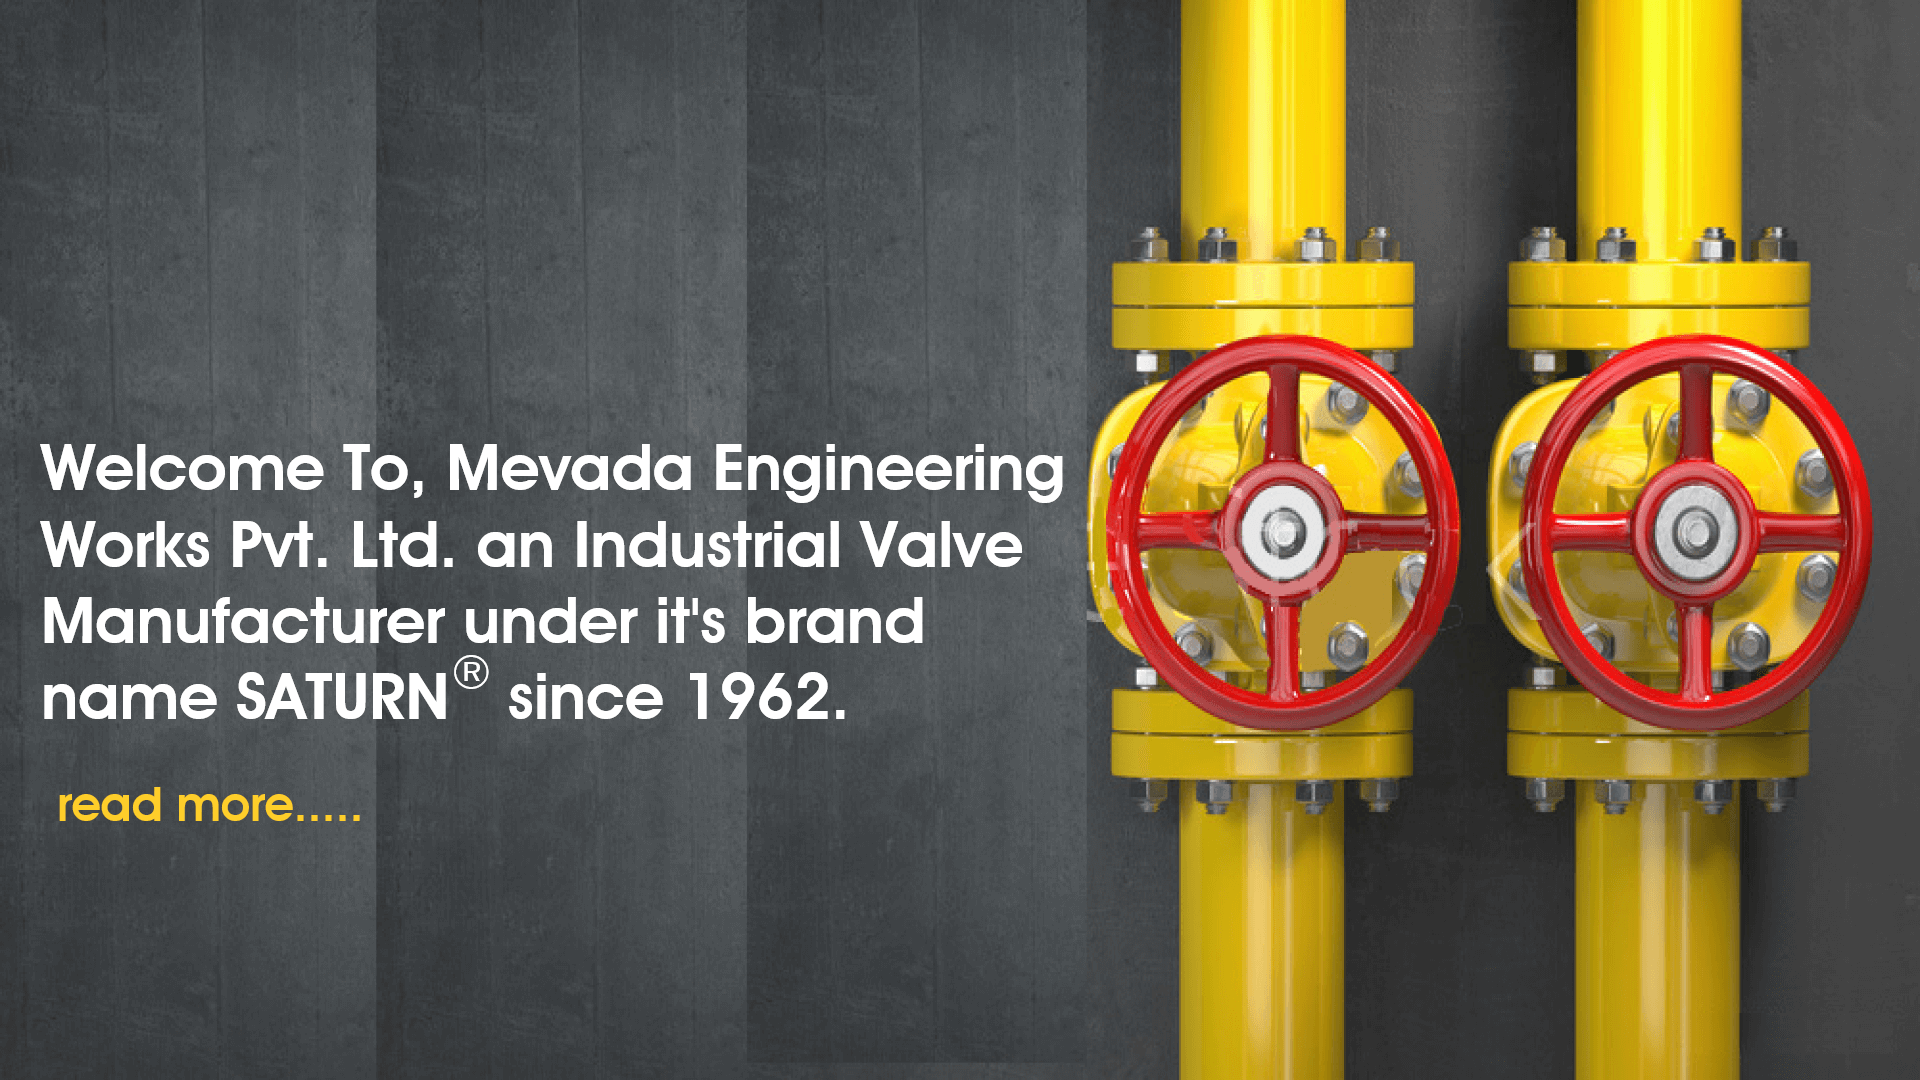 Welcome To, Mevada Engineering
Works Pvt. Ltd. an Industrial Valve
Manufacturer under it's brand
name SATURN® since 1962.
read more.....